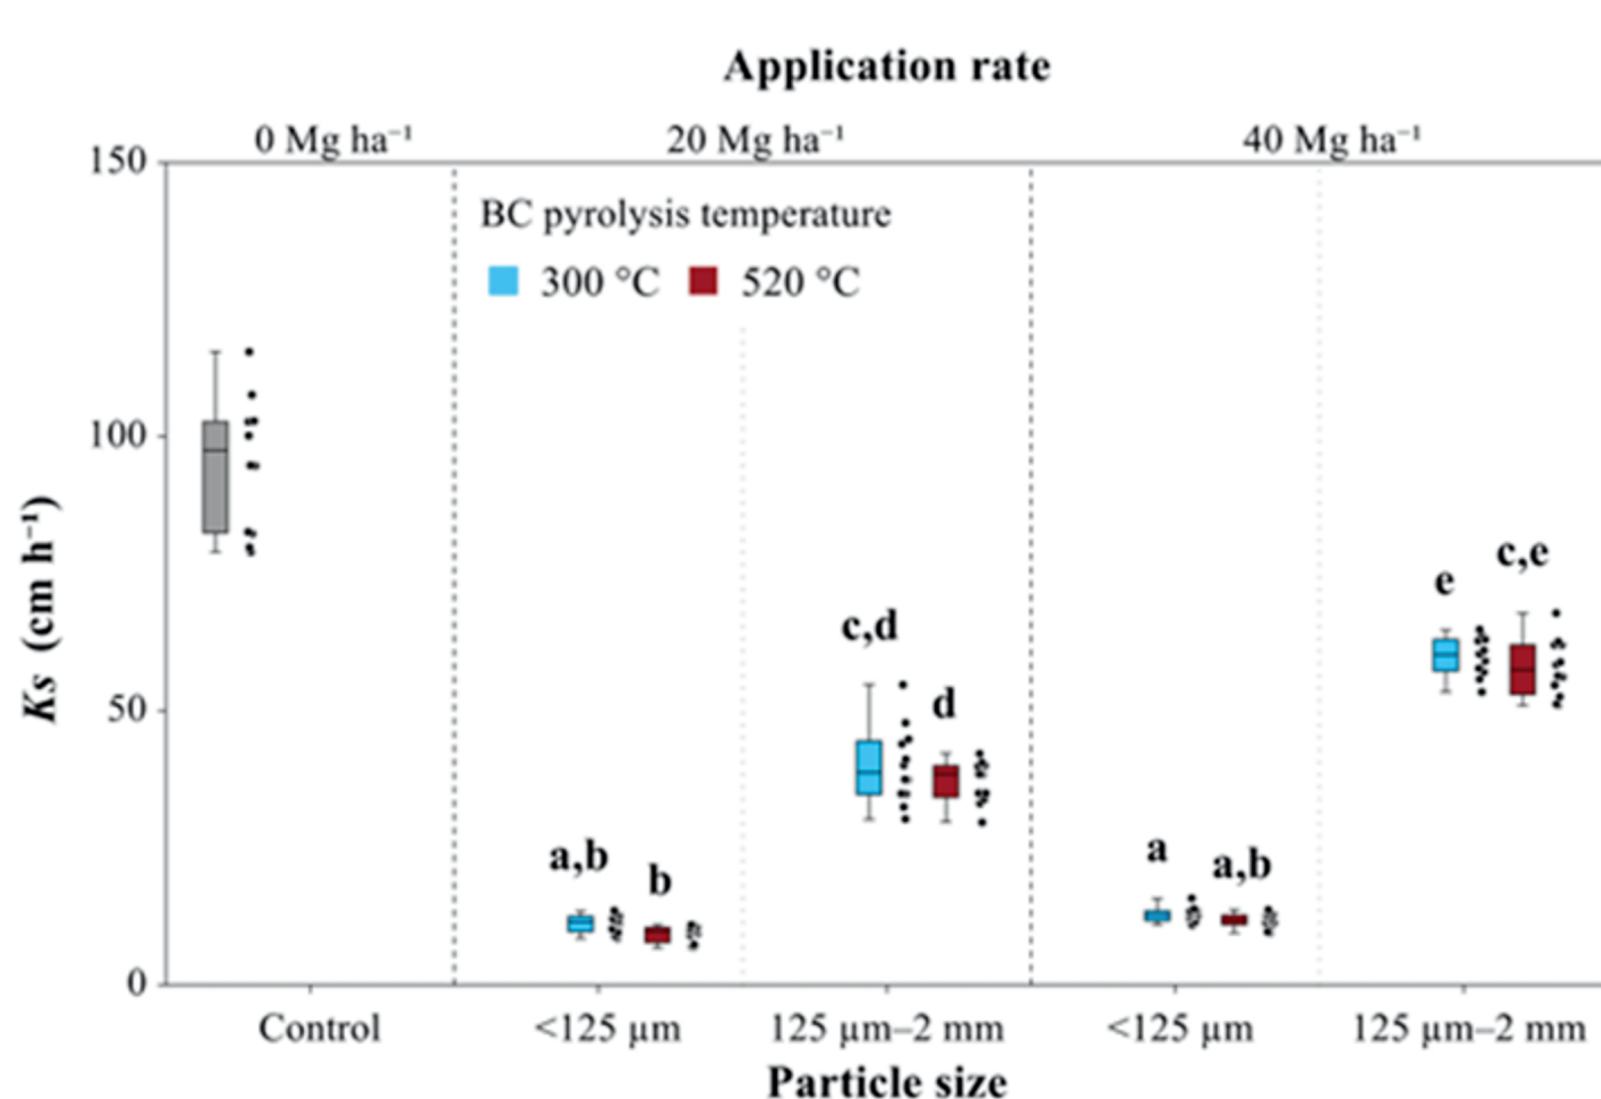 Application rate
0 Mg ha⁻¹ 20 Mg ha⁻¹ 40 Mg ha⁻¹
150
BC pyrolysis temperature
300 °C 520 °C
100
Ks (cm h⁻¹)
c,e
e
c,d
50
d
a,b
b
a
a,b
0
Control <125 µm 125 µm–2 mm <125 µm 125 µm–2 mm
Particle size